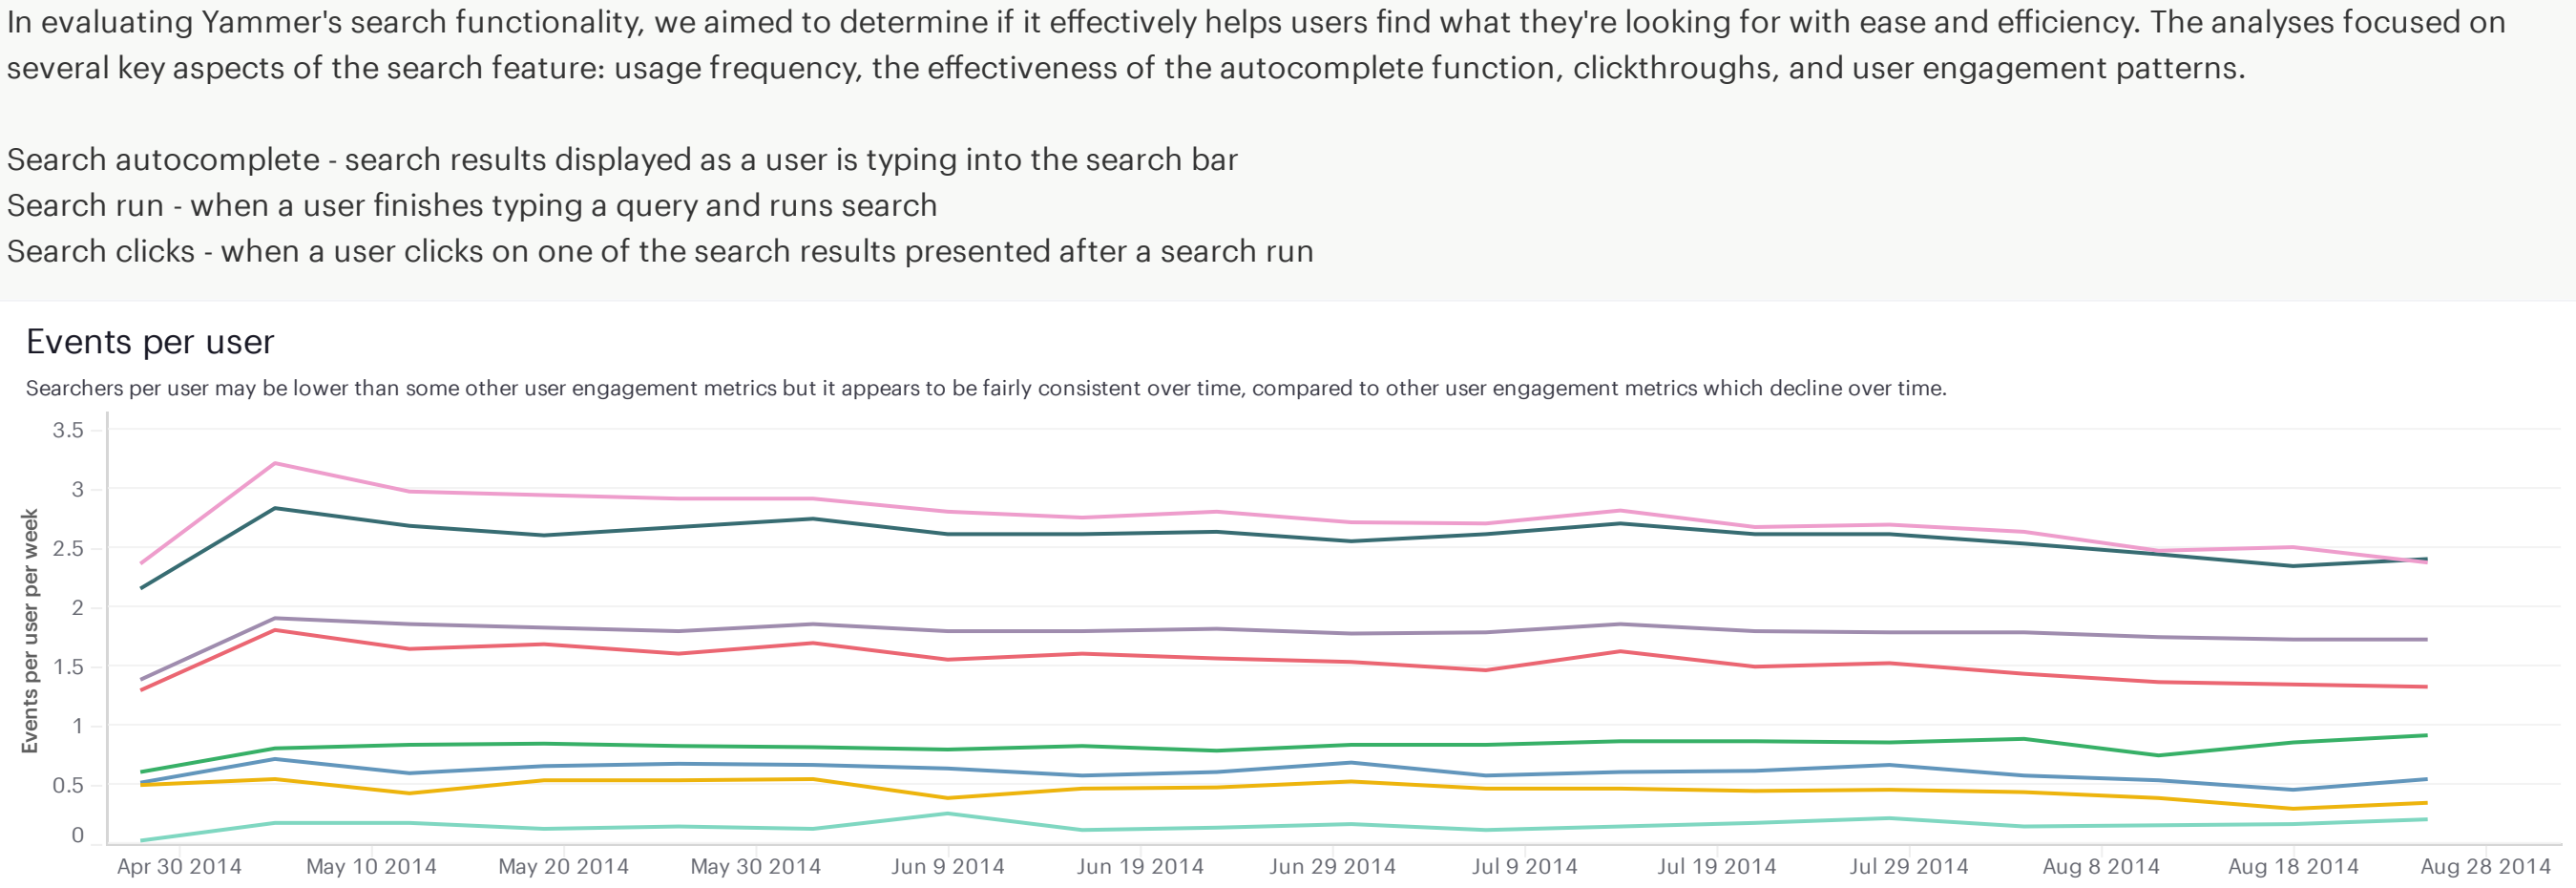 In evaluating Yammer's search functionality, we aimed to determine if it effectively helps users find what they're looking for with ease and efficiency. The analyses focused on
several key aspects of the search feature: usage frequency, the effectiveness of the autocomplete function, clickthroughs, and user engagement patterns.
Search autocomplete - search results displayed as a user is typing into the search bar
Search run - when a user finishes typing a query and runs search
Search clicks - when a user clicks on one of the search results presented after a search run
Events per user
Searchers per user may be lower than some other user engagement metrics but it appears to be fairly consistent over time, compared to other user engagement metrics which decline over time.
Events per user per week
3.5
3
2.5
2
1.5
1
0.5
0
Apr 30 2014 May 10 2014 May 20 2014 May 30 2014 Jun 9 2014 Jun 19 2014 Jun 29 2014 Jul 9 2014 Jul 19 2014 Jul 29 2014 Aug 8 2014 Aug 18 2014 Aug 28 2014